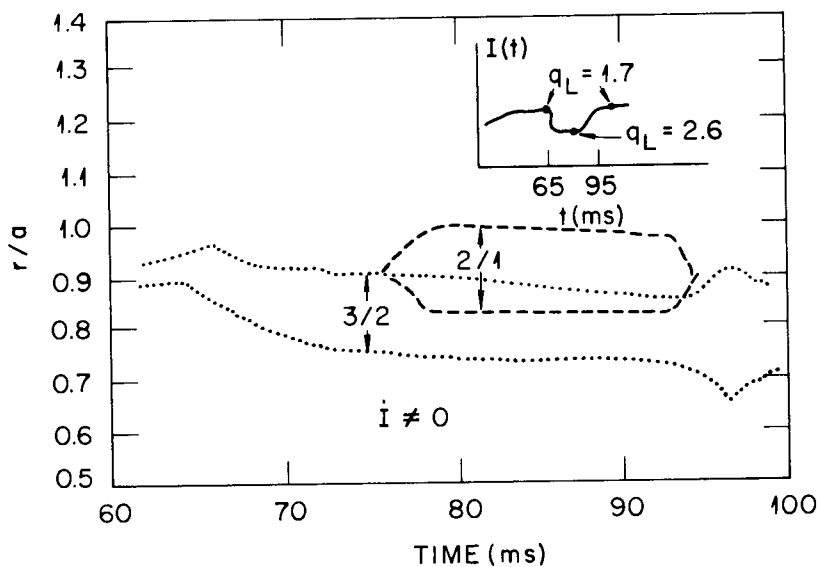 1.4
1.3
1.2
1.1
1.0
0.9
0.8
0.7
0.6
0.5
r/a
I(t)
q_L = 1.7
q_L = 2.6
65 95
t(ms)
2/1
3/2
İ ≠ 0
60 70 80 90 100
TIME (ms)